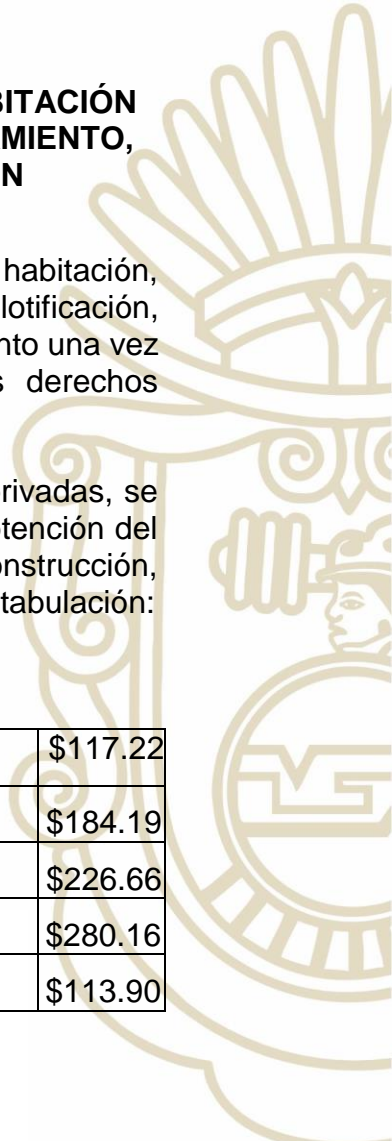 BITACIÓN
MIENTO,
N
habitación,
lotificación,
nto una vez
s derechos
rivadas, se
tención del
onstrucción,
tabulación:
$117.22
$184.19
$226.66
$280.16
$113.90